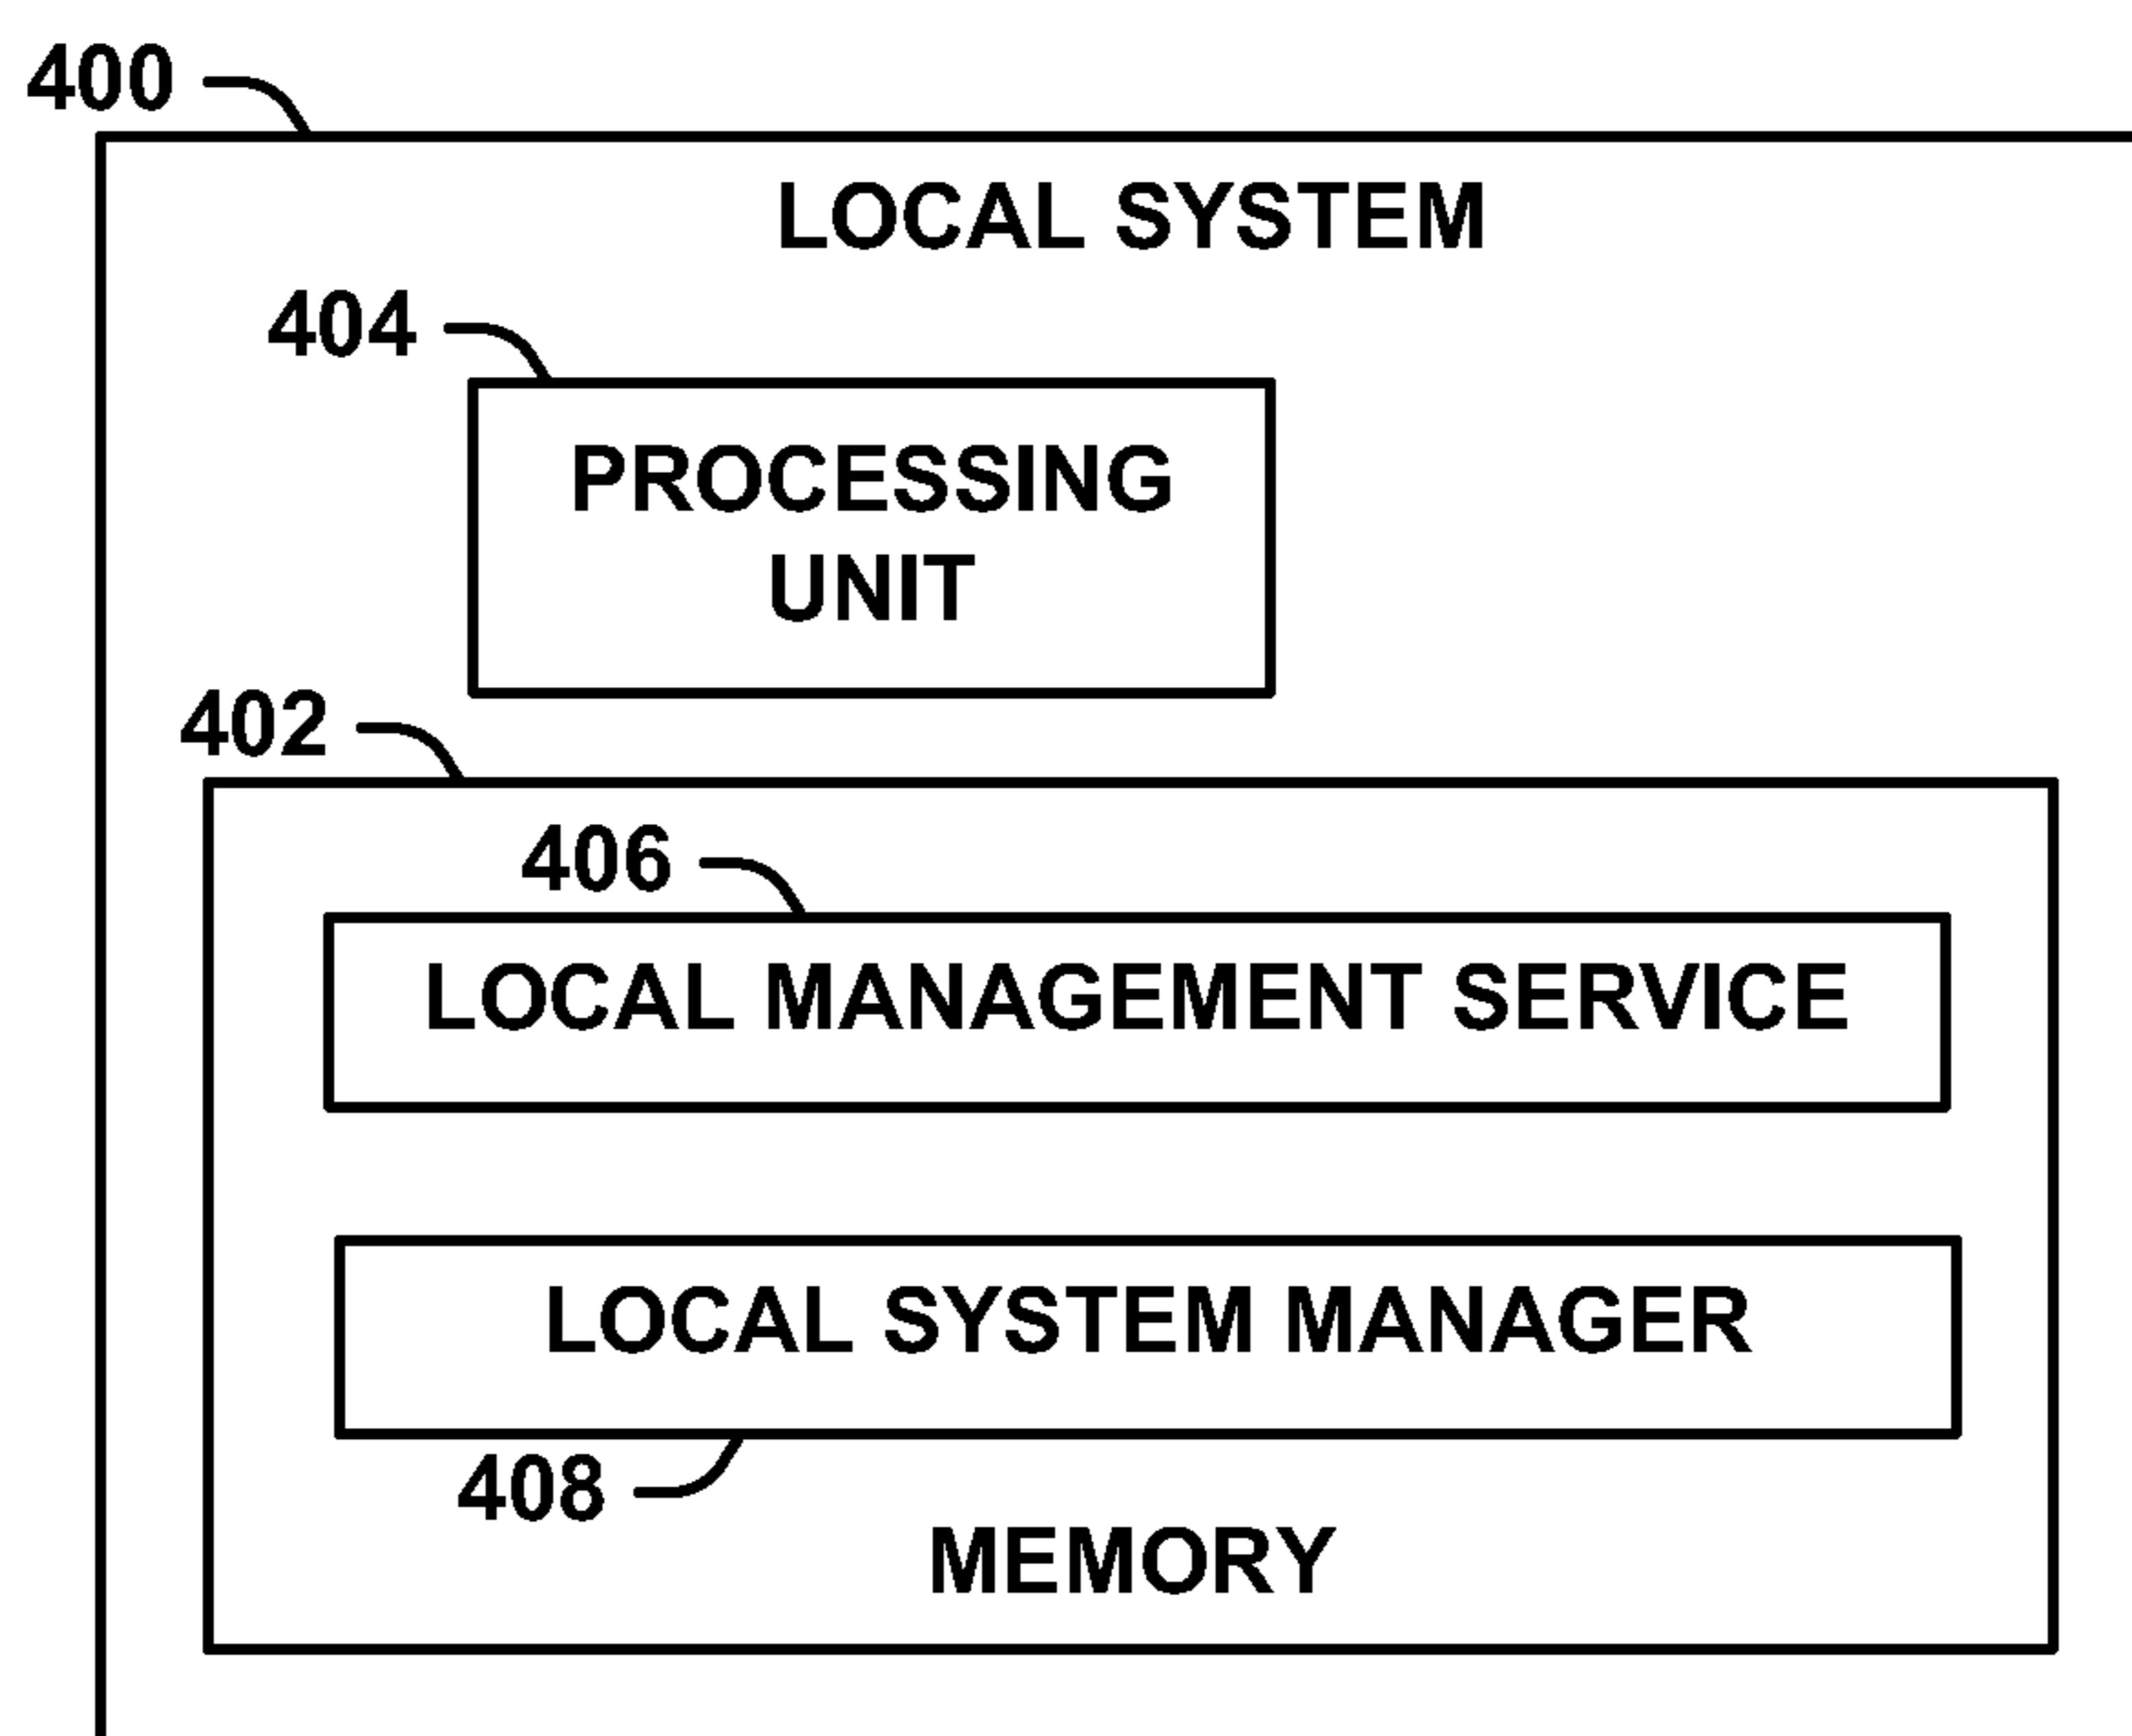 400
LOCAL SYSTEM
404
PROCESSING
UNIT
402
406
LOCAL MANAGEMENT SERVICE
LOCAL SYSTEM MANAGER
408
MEMORY